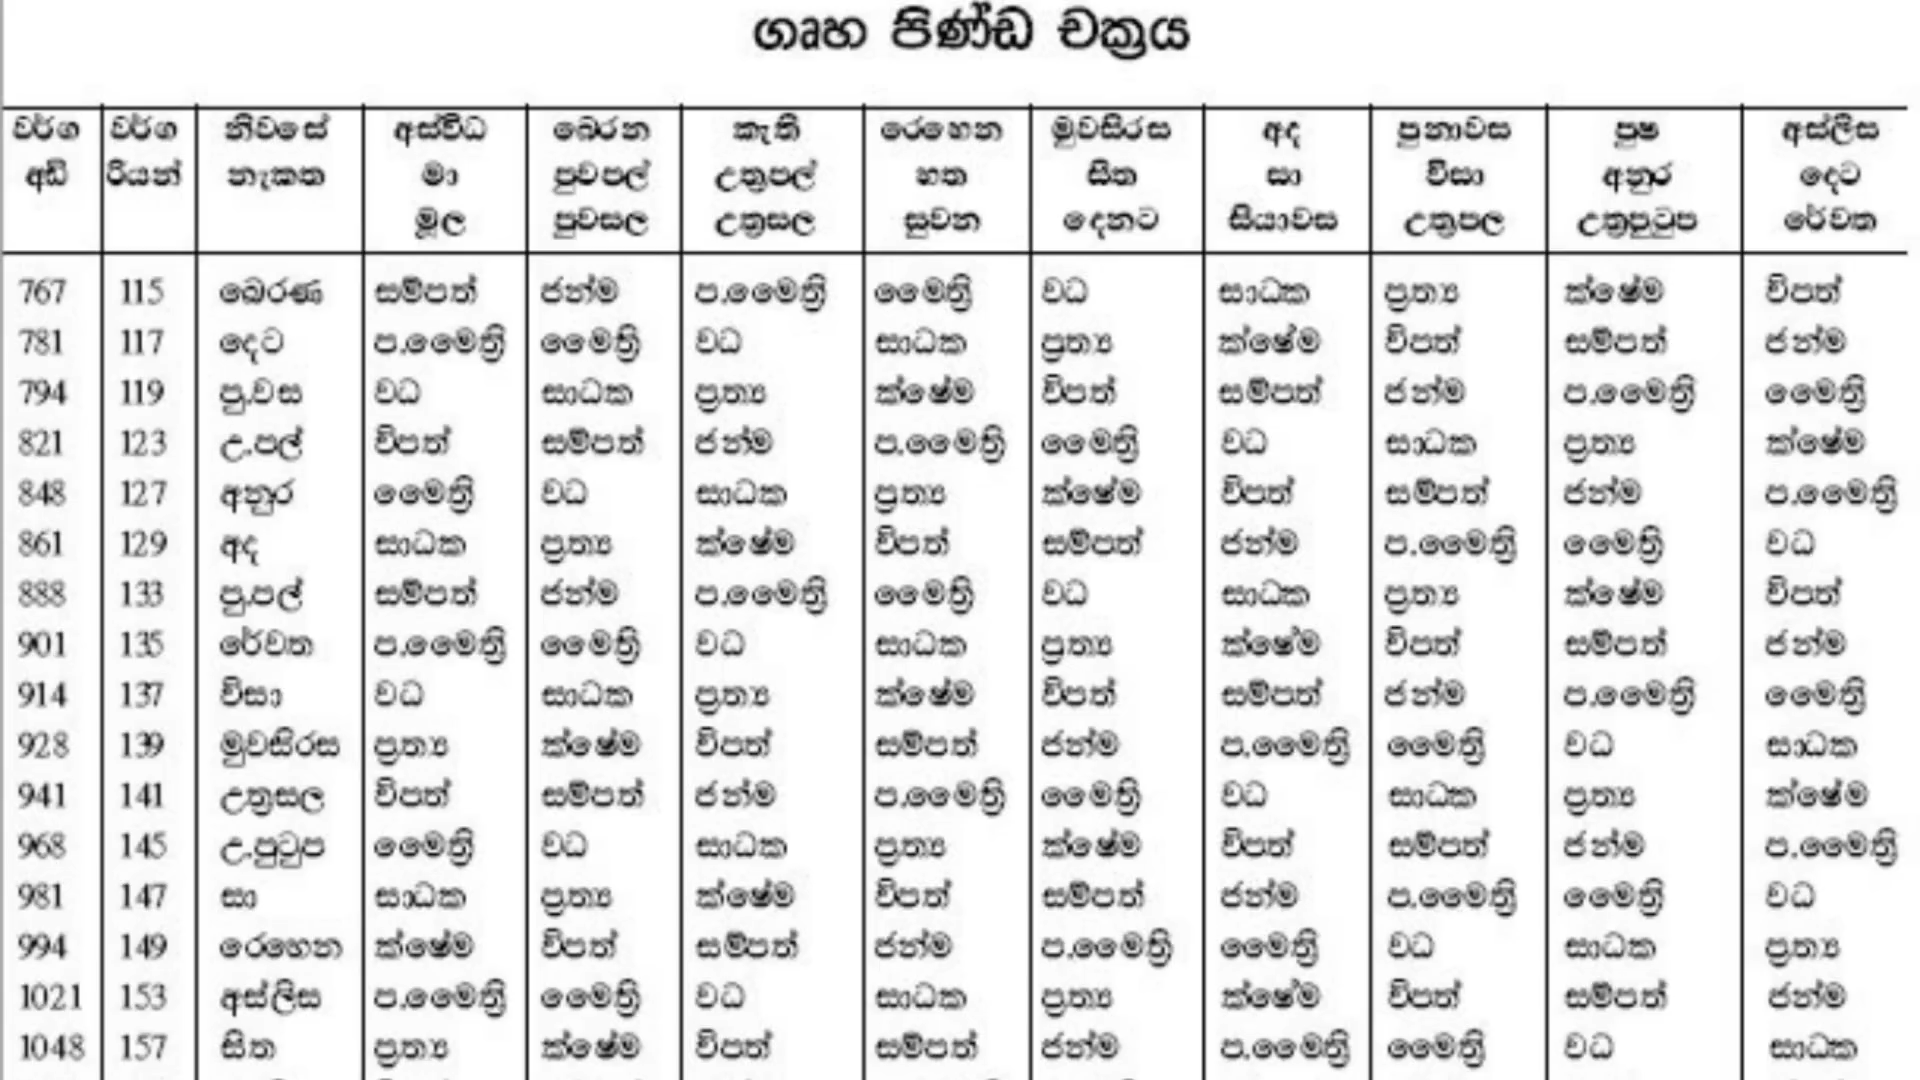 ගෘහ පිණ්ඩ චක්‍රය
වර්ග වර්ග නිවසේ අස්විධ බෙරන කැති රෙහෙන මුවසිරස අද පුනාවස පුෂ අස්ලිස
අඩි රියන් නැකත මා පුවපල් උත්‍රපල් හත සිත සා විසා අනුර දෙට
මූල පුවසල උත්‍රසල සුවන දෙනට සියාවස උත්‍රපල උත්‍රපුටුප රේවත
767 115 බෙරණ සම්පත් ජන්ම ප.මෛත්‍රි මෛත්‍රි වධ සාධක ප්‍රත්‍ය ක්ෂේම විපත්
781 117 දෙට ප.මෛත්‍රි මෛත්‍රි වධ සාධක ප්‍රත්‍ය ක්ෂේම විපත් සම්පත් ජන්ම
794 119 පු.වස වධ සාධක ප්‍රත්‍ය ක්ෂේම විපත් සම්පත් ජන්ම ප.මෛත්‍රි මෛත්‍රි
821 123 උ.පල් විපත් සම්පත් ජන්ම ප.මෛත්‍රි මෛත්‍රි වධ සාධක ප්‍රත්‍ය ක්ෂේම
848 127 අනුර මෛත්‍රි වධ සාධක ප්‍රත්‍ය ක්ෂේම විපත් සම්පත් ජන්ම ප.මෛත්‍රි
861 129 අද සාධක ප්‍රත්‍ය ක්ෂේම විපත් සම්පත් ජන්ම ප.මෛත්‍රි මෛත්‍රි වධ
888 133 පු.පල් සම්පත් ජන්ම ප.මෛත්‍රි මෛත්‍රි වධ සාධක ප්‍රත්‍ය ක්ෂේම විපත්
901 135 රේවත ප.මෛත්‍රි මෛත්‍රි වධ සාධක ප්‍රත්‍ය ක්ෂේම විපත් සම්පත් ජන්ම
914 137 විසා වධ සාධක ප්‍රත්‍ය ක්ෂේම විපත් සම්පත් ජන්ම ප.මෛත්‍රි මෛත්‍රි
928 139 මුවසිරස ප්‍රත්‍ය ක්ෂේම විපත් සම්පත් ජන්ම ප.මෛත්‍රි මෛත්‍රි වධ සාධක
941 141 උත්‍රසල විපත් සම්පත් ජන්ම ප.මෛත්‍රි මෛත්‍රි වධ සාධක ප්‍රත්‍ය ක්ෂේම
968 145 උ.පුටුප මෛත්‍රි වධ සාධක ප්‍රත්‍ය ක්ෂේම විපත් සම්පත් ජන්ම ප.මෛත්‍රි
981 147 සා සාධක ප්‍රත්‍ය ක්ෂේම විපත් සම්පත් ජන්ම ප.මෛත්‍රි මෛත්‍රි වධ
994 149 රෙහෙන ක්ෂේම විපත් සම්පත් ජන්ම ප.මෛත්‍රි මෛත්‍රි වධ සාධක ප්‍රත්‍ය
1021 153 අස්ලිස ප.මෛත්‍රි මෛත්‍රි වධ සාධක ප්‍රත්‍ය ක්ෂේම විපත් සම්පත් ජන්ම
1048 157 සිත ප්‍රත්‍ය ක්ෂේම විපත් සම්පත් ජන්ම ප.මෛත්‍රි මෛත්‍රි වධ සාධක